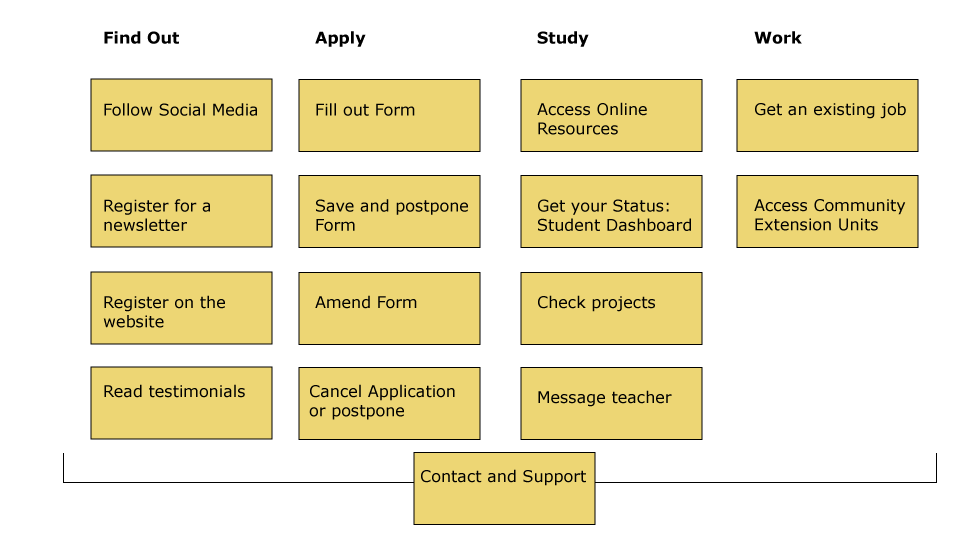 Find Out
Apply
Study
Work
Follow Social Media
Fill out Form
Access Online
Resources
Get an existing job
Register for a
newsletter
Save and postpone
Form
Get your Status:
Student Dashboard
Access Community
Extension Units
Register on the
website
Amend Form
Check projects
Read testimonials
Cancel Application
or postpone
Message teacher
Contact and Support